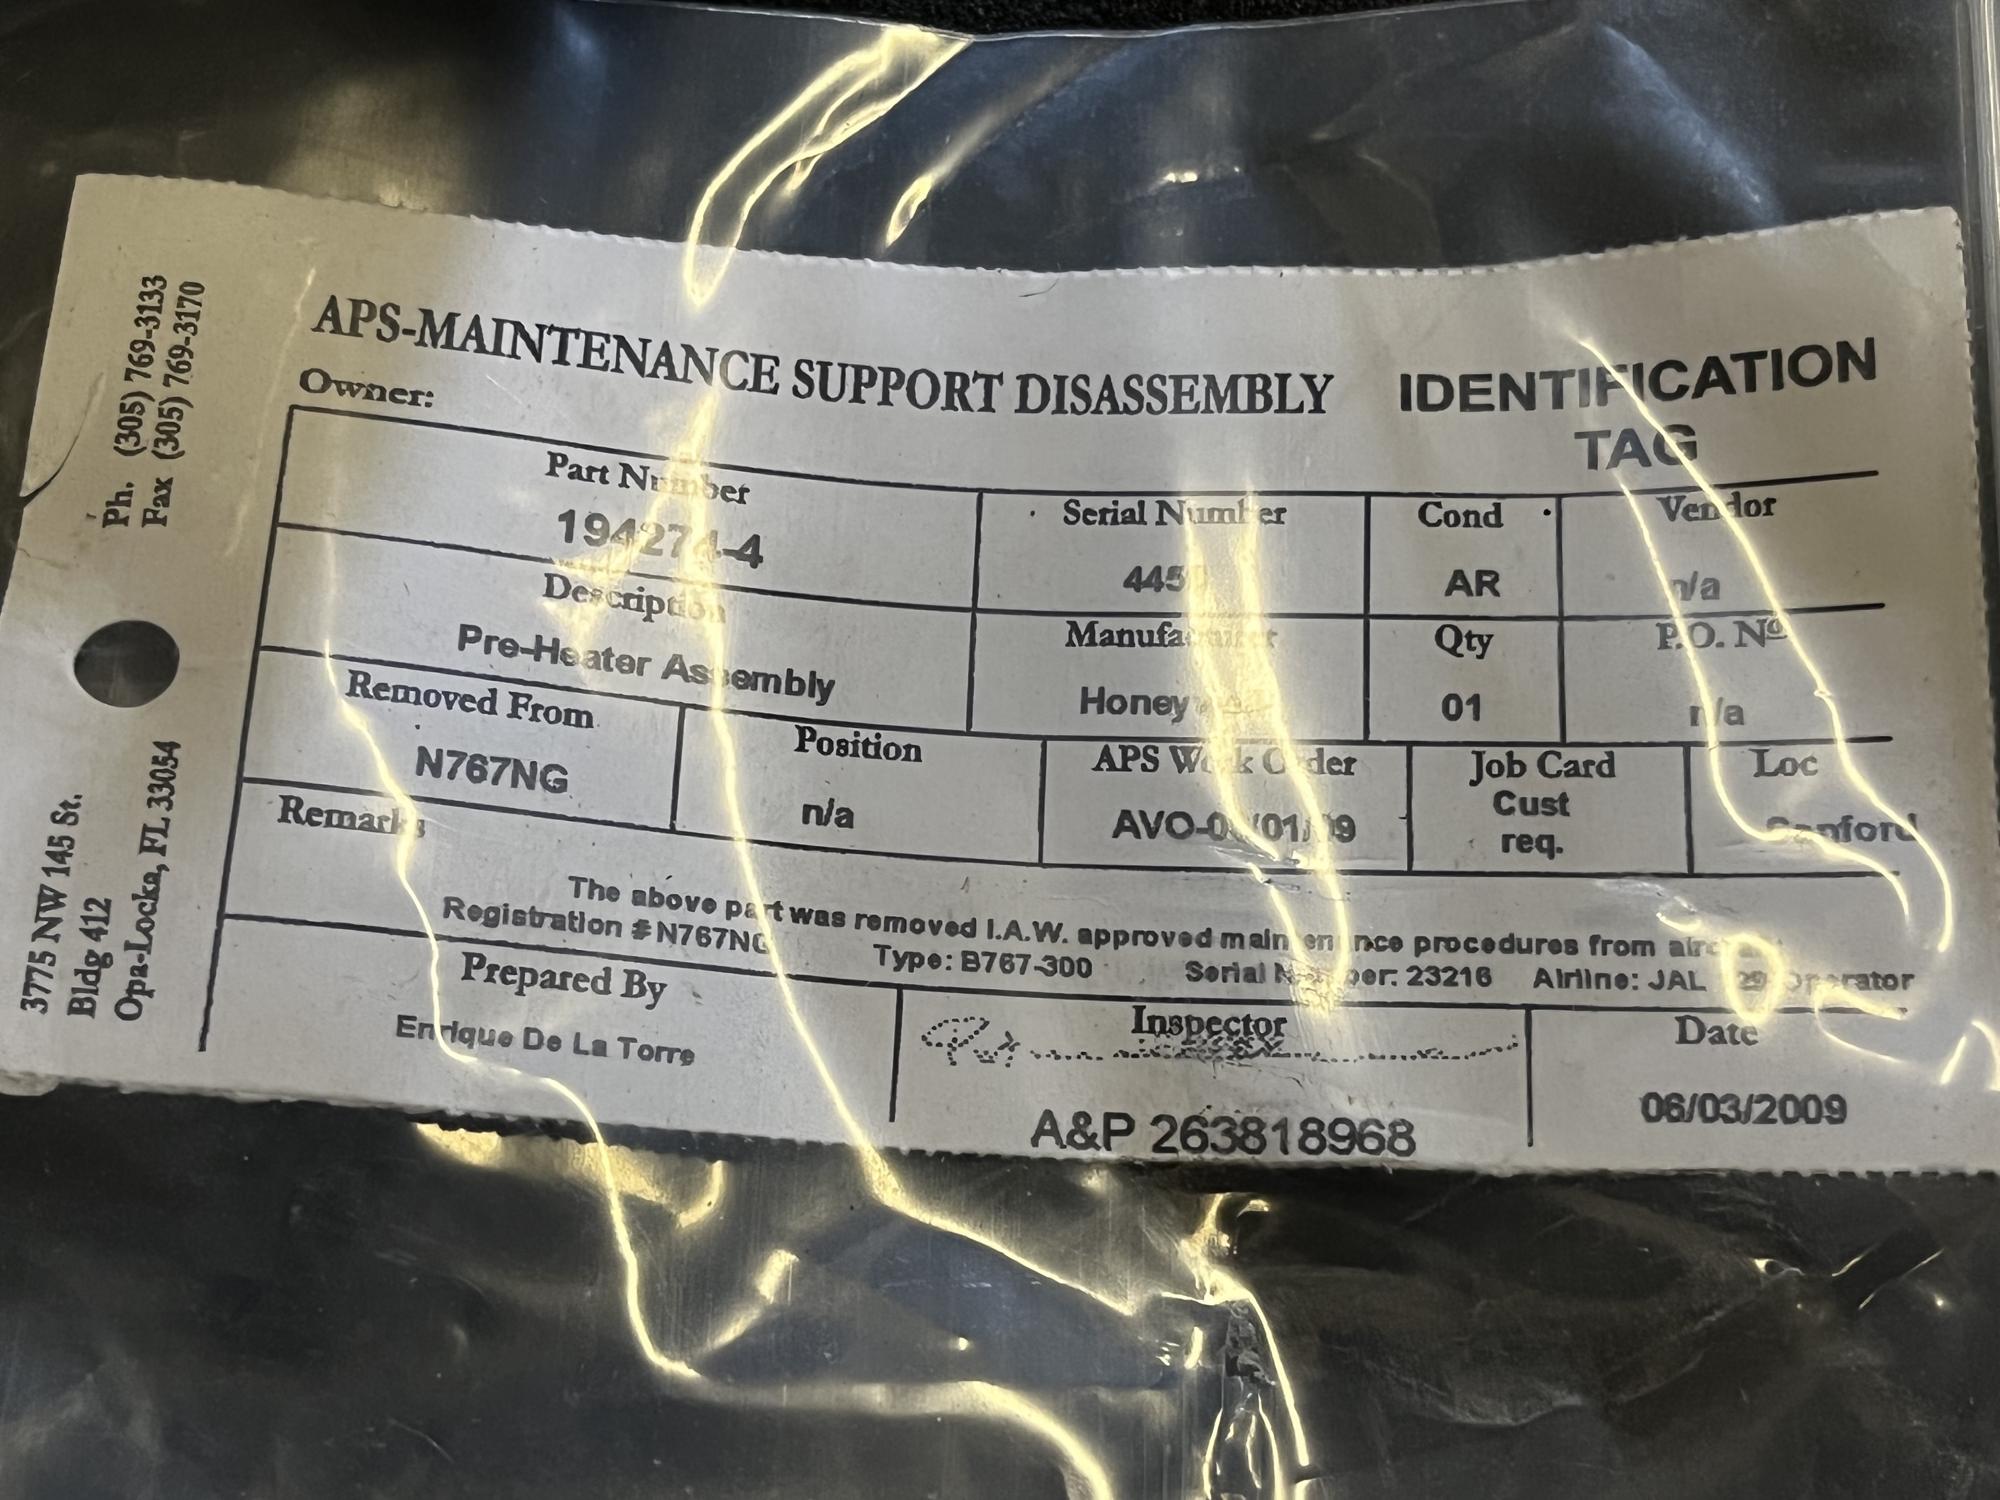 APS-MAINTENANCE SUPPORT DISASSEMBLY IDENTIFICATION
TAG
Owner:
Part Number Serial Number Cond Vendor
194274-4 AR n/a
Description Manufacturer Qty P.O. Nº
Pre-Heater Assembly Honeywell 01 n/a
Removed From Position APS Work Order Job Card Loc
N767NG n/a Cust req. Sanford
Remarks
The above part was removed I.A.W. approved maintenance procedures from aircraft
Registration # N767NG Type: B767-300 Serial Number: 23216 Airline: JAL Operator
Prepared By Inspector Date
Enrique De La Torre A&P 263818968 06/03/2009
Ph. (305) 769-3133
Fax (305) 769-3170
3775 NW 145 St.
Bldg 412
Opa-Locka, FL 33054